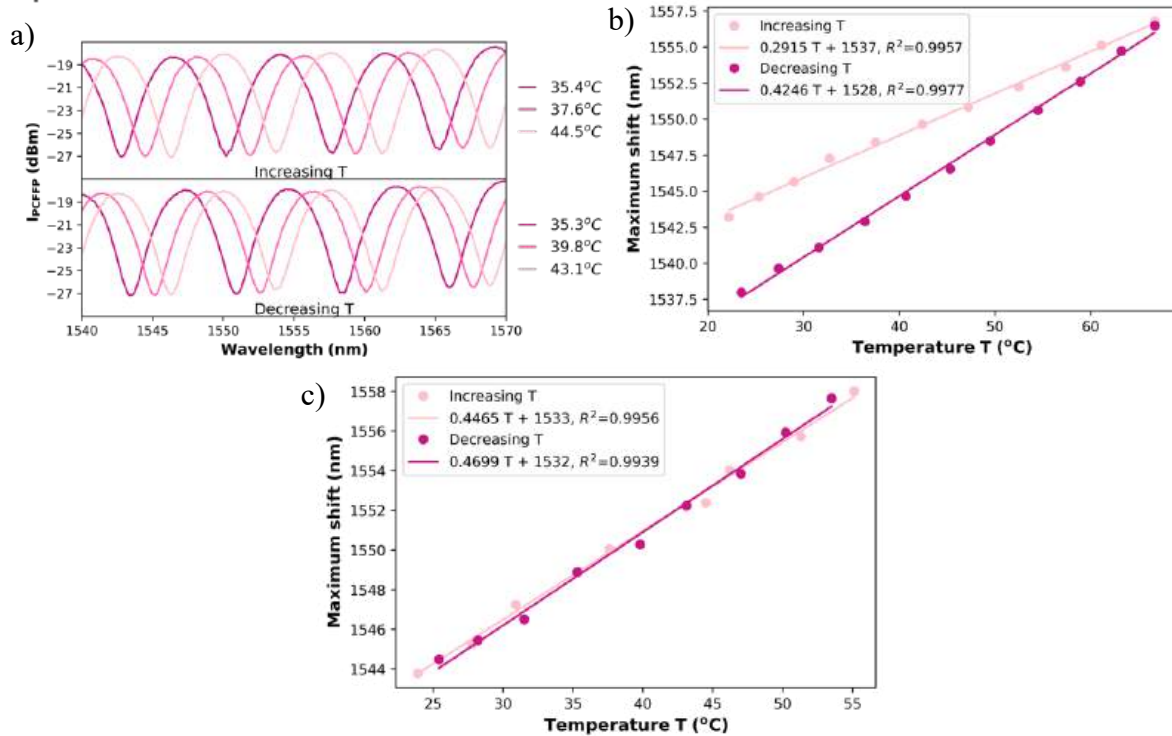 a)
−19
−21
−23
−25
−27
Increasing T
−19
−21
−23
−25
−27
Decreasing T
I_PCFFP (dBm)
1540 1545 1550 1555 1560 1565 1570
Wavelength (nm)
35.4°C
37.6°C
44.5°C
35.3°C
39.8°C
43.1°C
b)
Increasing T
0.2915 T + 1537, R²=0.9957
Decreasing T
0.4246 T + 1528, R²=0.9977
1557.5
1555.0
1552.5
1550.0
1547.5
1545.0
1542.5
1540.0
1537.5
Maximum shift (nm)
20 30 40 50 60
Temperature T (°C)
c)
Increasing T
0.4465 T + 1533, R²=0.9956
Decreasing T
0.4699 T + 1532, R²=0.9939
1558
1556
1554
1552
1550
1548
1546
1544
Maximum shift (nm)
25 30 35 40 45 50 55
Temperature T (°C)